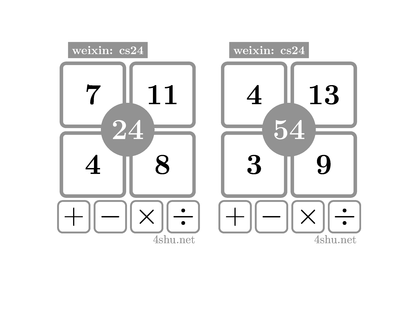 weixin: cs24
7 11
24
4 8
+ − × ÷
4shu.net
weixin: cs24
4 13
54
3 9
+ − × ÷
4shu.net